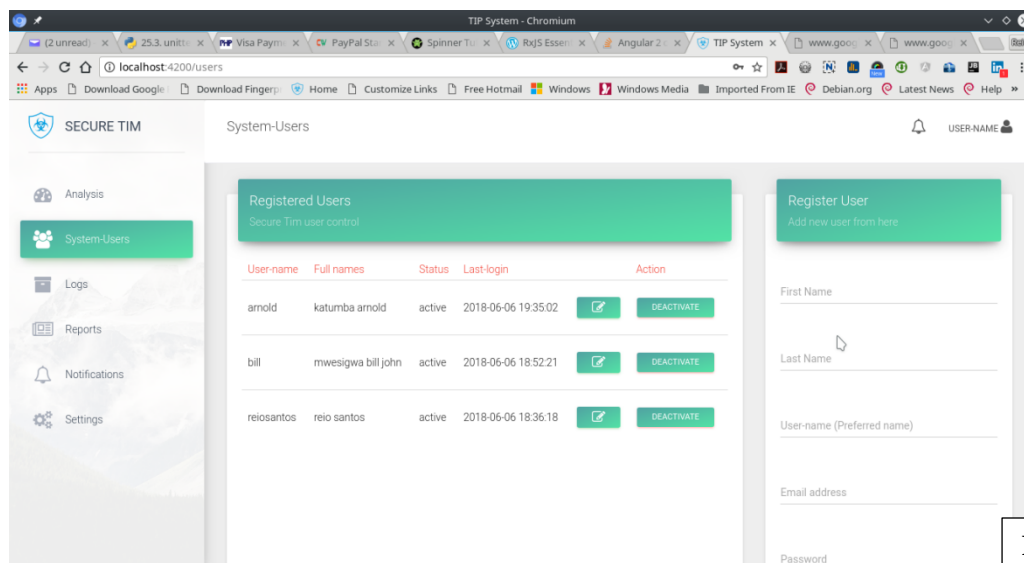 TIP System - Chromium
(2 unread)
25.3. unitte
Visa Payme
PayPal Sta
Spinner Tu
RxJS Essen
Angular 2
TIP System
www.goog
www.goog
localhost:4200/users
Apps Download Google Download Fingerp Home Customize Links Free Hotmail Windows Windows Media Imported From IE Debian.org Latest News Help »
SECURE TIM
System-Users
USER-NAME
Analysis
System-Users
Logs
Reports
Notifications
Settings
Registered Users
Secure Tim user control
User-name Full names Status Last-login Action
arnold katumba arnold active 2018-06-06 19:35:02 DEACTIVATE
bill mwesigwa bill john active 2018-06-06 18:52:21 DEACTIVATE
reiosantos reio santos active 2018-06-06 18:36:18 DEACTIVATE
Register User
Add new user from here
First Name
Last Name
User-name (Preferred name)
Email address
Password